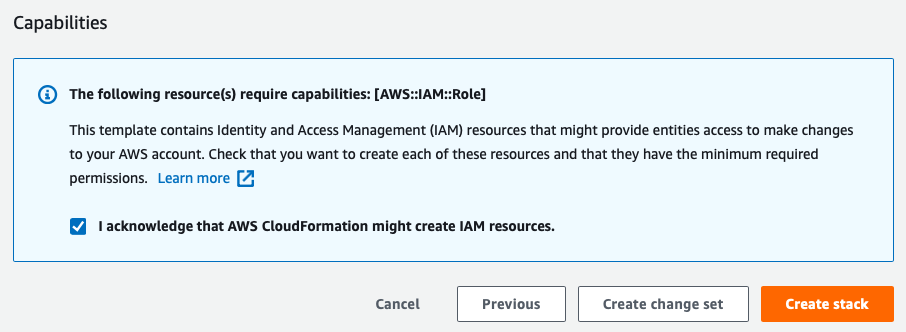 Capabilities
The following resource(s) require capabilities: [AWS::IAM::Role]
This template contains Identity and Access Management (IAM) resources that might provide entities access to make changes
to your AWS account. Check that you want to create each of these resources and that they have the minimum required
permissions. Learn more
I acknowledge that AWS CloudFormation might create IAM resources.
Cancel Previous Create change set Create stack